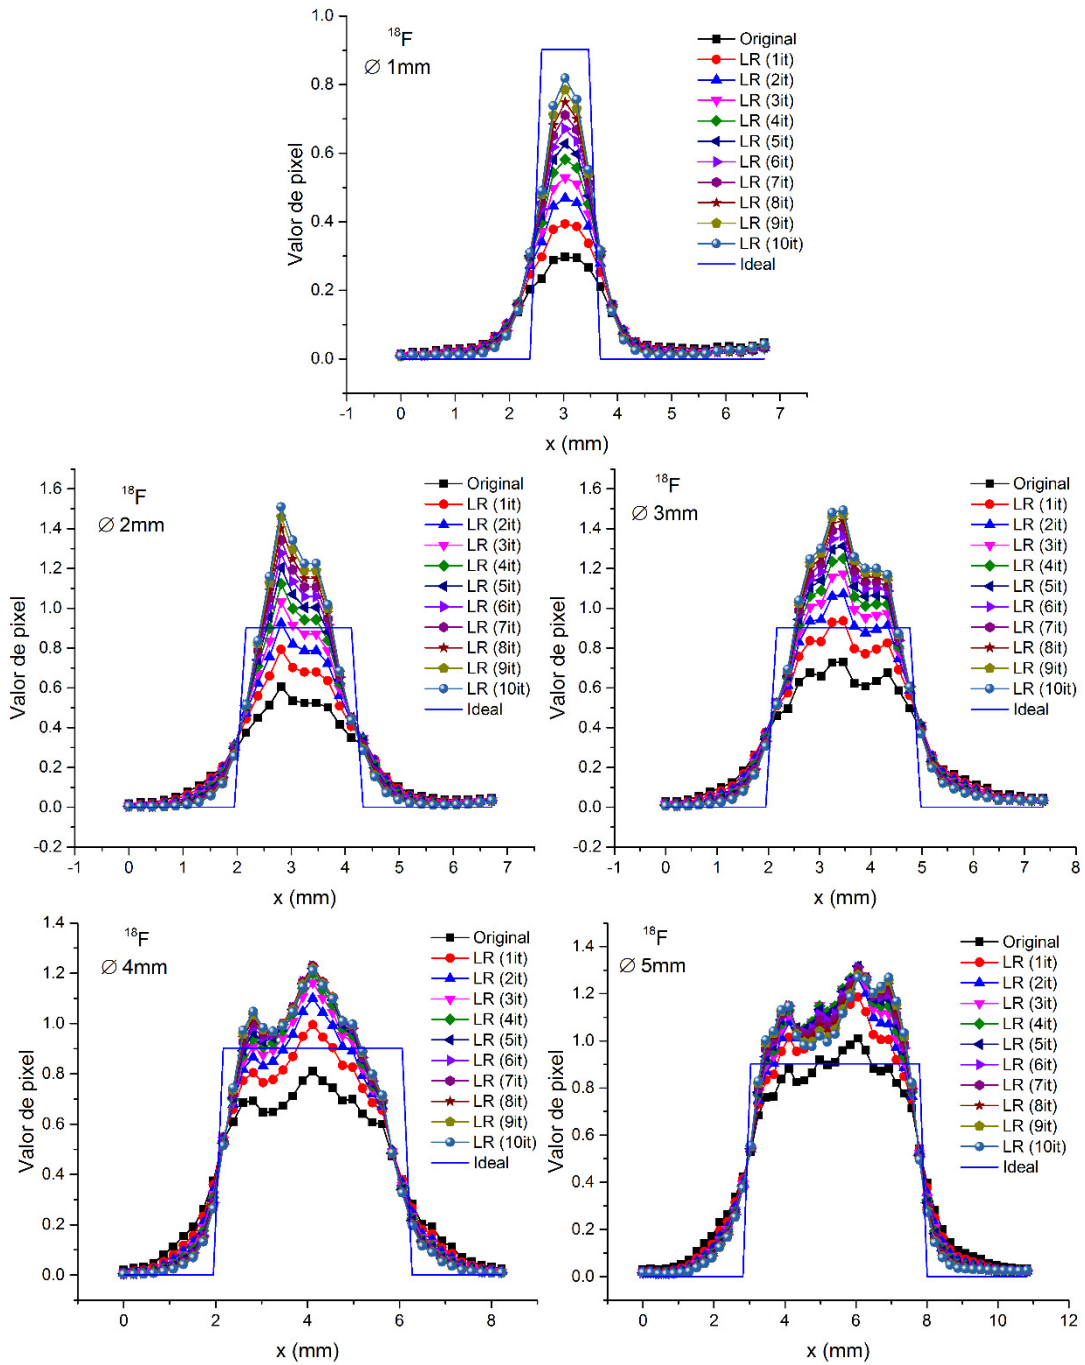 ¹⁸F
∅ 1mm
Original
LR (1it)
LR (2it)
LR (3it)
LR (4it)
LR (5it)
LR (6it)
LR (7it)
LR (8it)
LR (9it)
LR (10it)
Ideal
Valor de pixel
1.0
0.8
0.6
0.4
0.2
0.0
-1 0 1 2 3 4 5 6 7
x (mm)
¹⁸F
∅ 2mm
Original
LR (1it)
LR (2it)
LR (3it)
LR (4it)
LR (5it)
LR (6it)
LR (7it)
LR (8it)
LR (9it)
LR (10it)
Ideal
Valor de pixel
1.6
1.4
1.2
1.0
0.8
0.6
0.4
0.2
0.0
-0.2
-1 0 1 2 3 4 5 6 7
x (mm)
¹⁸F
∅ 3mm
Original
LR (1it)
LR (2it)
LR (3it)
LR (4it)
LR (5it)
LR (6it)
LR (7it)
LR (8it)
LR (9it)
LR (10it)
Ideal
Valor de pixel
1.6
1.4
1.2
1.0
0.8
0.6
0.4
0.2
0.0
-0.2
-1 0 1 2 3 4 5 6 7 8
x (mm)
¹⁸F
∅ 4mm
Original
LR (1it)
LR (2it)
LR (3it)
LR (4it)
LR (5it)
LR (6it)
LR (7it)
LR (8it)
LR (9it)
LR (10it)
Ideal
Valor de pixel
1.4
1.2
1.0
0.8
0.6
0.4
0.2
0.0
0 2 4 6 8
x (mm)
¹⁸F
∅ 5mm
Original
LR (1it)
LR (2it)
LR (3it)
LR (4it)
LR (5it)
LR (6it)
LR (7it)
LR (8it)
LR (9it)
LR (10it)
Ideal
Valor de pixel
1.4
1.2
1.0
0.8
0.6
0.4
0.2
0.0
0 2 4 6 8 10 12
x (mm)